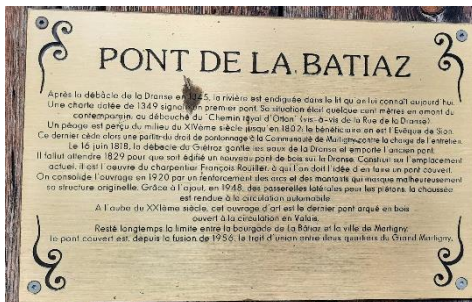 PONT DE LA BATIAZ
Après la débâcle de la Dranse en 1345, la rivière est endiguée dans le lit qu'on lui connaît aujourd'hui.
Une charte datée de 1349 signale un premier pont. Sa situation était quelque cent mètres en amont du
contemporain, au débouché du "Chemin royal d'Ottan" (vis-à-vis de la Rue de la Dranse).
Un péage est perçu du milieu du XIVème siècle jusqu'en 1802; le bénéficiaire en est l'Evêque de Sion.
Ce dernier cède alors une partie du droit de pontonnage à la Communauté de Martigny contre la charge de l'entretien.
Le 16 juin 1818, la débâcle du Giétroz gonfle les eaux de la Dranse et emporte l'ancien pont.
Il fallut attendre 1829 pour que soit édifié un nouveau pont de bois sur la Dranse. Construit sur l'emplacement
actuel, il est l'oeuvre du charpentier François Rouiller, à qui l'on doit l'idée d'en faire un pont couvert.
On consolide l'ouvrage en 1920 par un renforcement des arcs et des montants qui masque malheureusement
sa structure originelle. Grâce à l'ajout, en 1948, des passerelles latérales pour les piétons, la chaussée
est rendue à la circulation automobile.
A l'aube du XXIème siècle, cet ouvrage d'art est le dernier pont arqué en bois
ouvert à la circulation en Valais.
Resté longtemps la limite entre la bourgade de La Bâtiaz et la ville de Martigny,
le pont couvert est, depuis la fusion de 1956, le trait d'union entre deux quartiers du Grand Martigny.